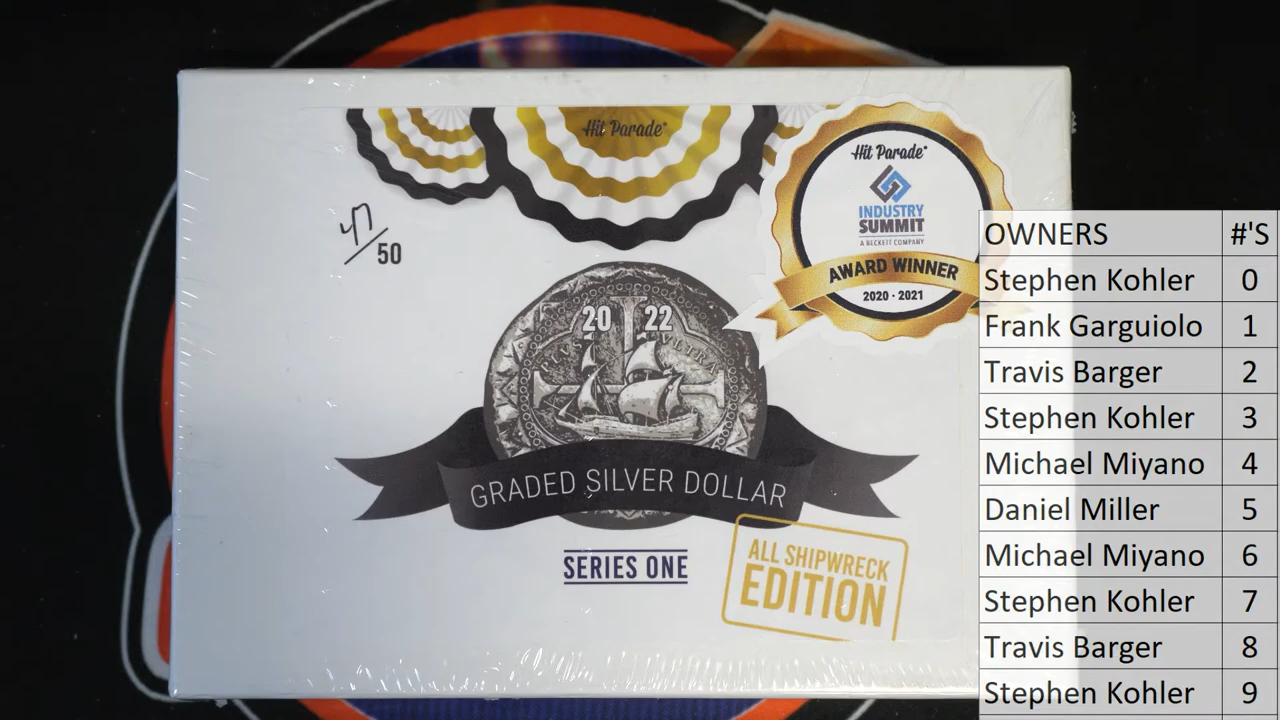 Hit Parade®
Hit Parade®
INDUSTRY
SUMMIT
A BECKETT COMPANY
AWARD WINNER
2020 · 2021
47/50
20 22
VLTRA
GRADED SILVER DOLLAR
SERIES ONE
ALL SHIPWRECK
EDITION
OWNERS #'S
Stephen Kohler 0
Frank Garguiolo 1
Travis Barger 2
Stephen Kohler 3
Michael Miyano 4
Daniel Miller 5
Michael Miyano 6
Stephen Kohler 7
Travis Barger 8
Stephen Kohler 9